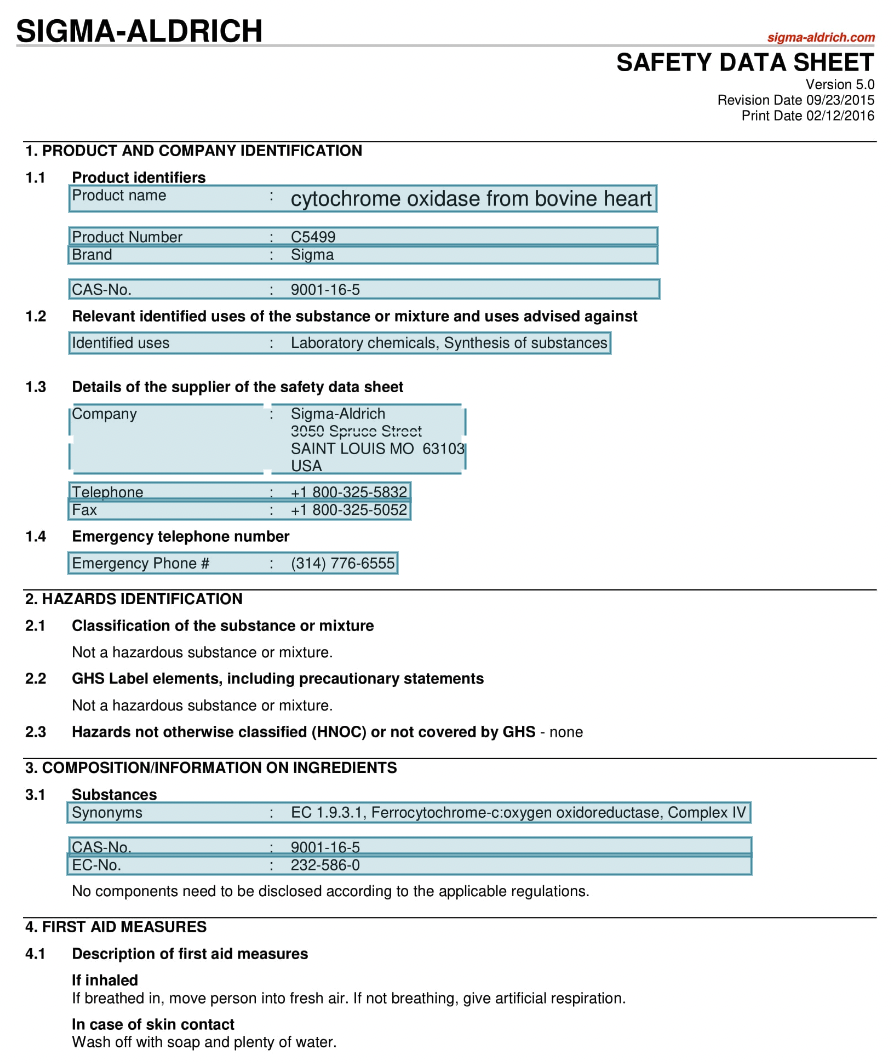 SIGMA-ALDRICH
sigma-aldrich.com
SAFETY DATA SHEET
Version 5.0
Revision Date 09/23/2015
Print Date 02/12/2016
1. PRODUCT AND COMPANY IDENTIFICATION
1.1 Product identifiers
Product name : cytochrome oxidase from bovine heart
Product Number : C5499
Brand : Sigma
CAS-No. : 9001-16-5
1.2 Relevant identified uses of the substance or mixture and uses advised against
Identified uses : Laboratory chemicals, Synthesis of substances
1.3 Details of the supplier of the safety data sheet
Company : Sigma-Aldrich
3050 Spruce Street
SAINT LOUIS MO 63103
USA
Telephone : +1 800-325-5832
Fax : +1 800-325-5052
1.4 Emergency telephone number
Emergency Phone # : (314) 776-6555
2. HAZARDS IDENTIFICATION
2.1 Classification of the substance or mixture
Not a hazardous substance or mixture.
2.2 GHS Label elements, including precautionary statements
Not a hazardous substance or mixture.
2.3 Hazards not otherwise classified (HNOC) or not covered by GHS - none
3. COMPOSITION/INFORMATION ON INGREDIENTS
3.1 Substances
Synonyms : EC 1.9.3.1, Ferrocytochrome-c:oxygen oxidoreductase, Complex IV
CAS-No. : 9001-16-5
EC-No. : 232-586-0
No components need to be disclosed according to the applicable regulations.
4. FIRST AID MEASURES
4.1 Description of first aid measures
If inhaled
If breathed in, move person into fresh air. If not breathing, give artificial respiration.
In case of skin contact
Wash off with soap and plenty of water.